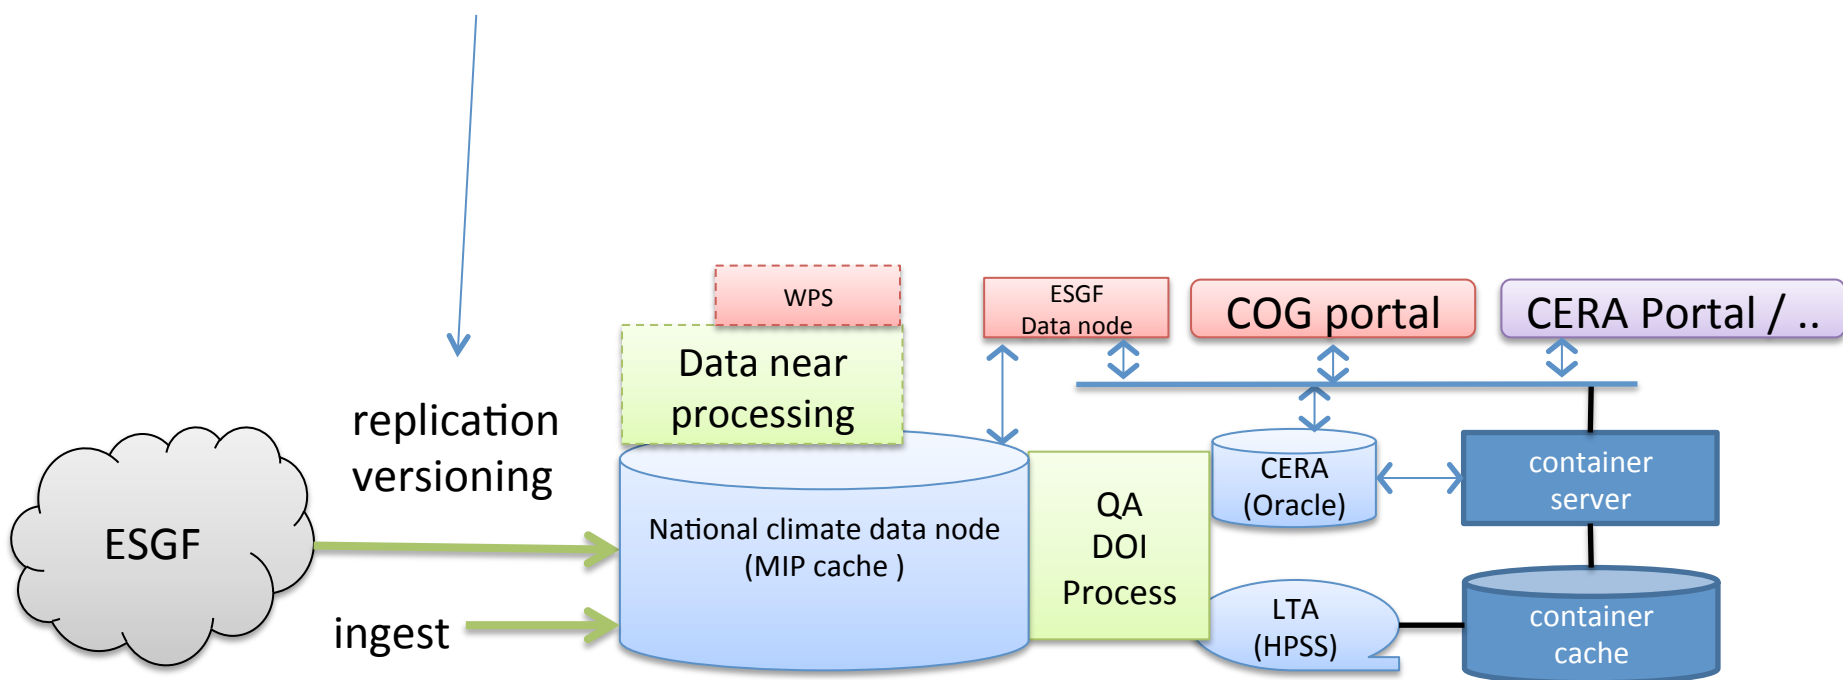 WPS
ESGF
Data node
COG portal
CERA Portal / ..
Data near
processing
replication
versioning
ESGF
ingest
National climate data node
(MIP cache )
QA
DOI
Process
CERA
(Oracle)
container
server
LTA
(HPSS)
container
cache